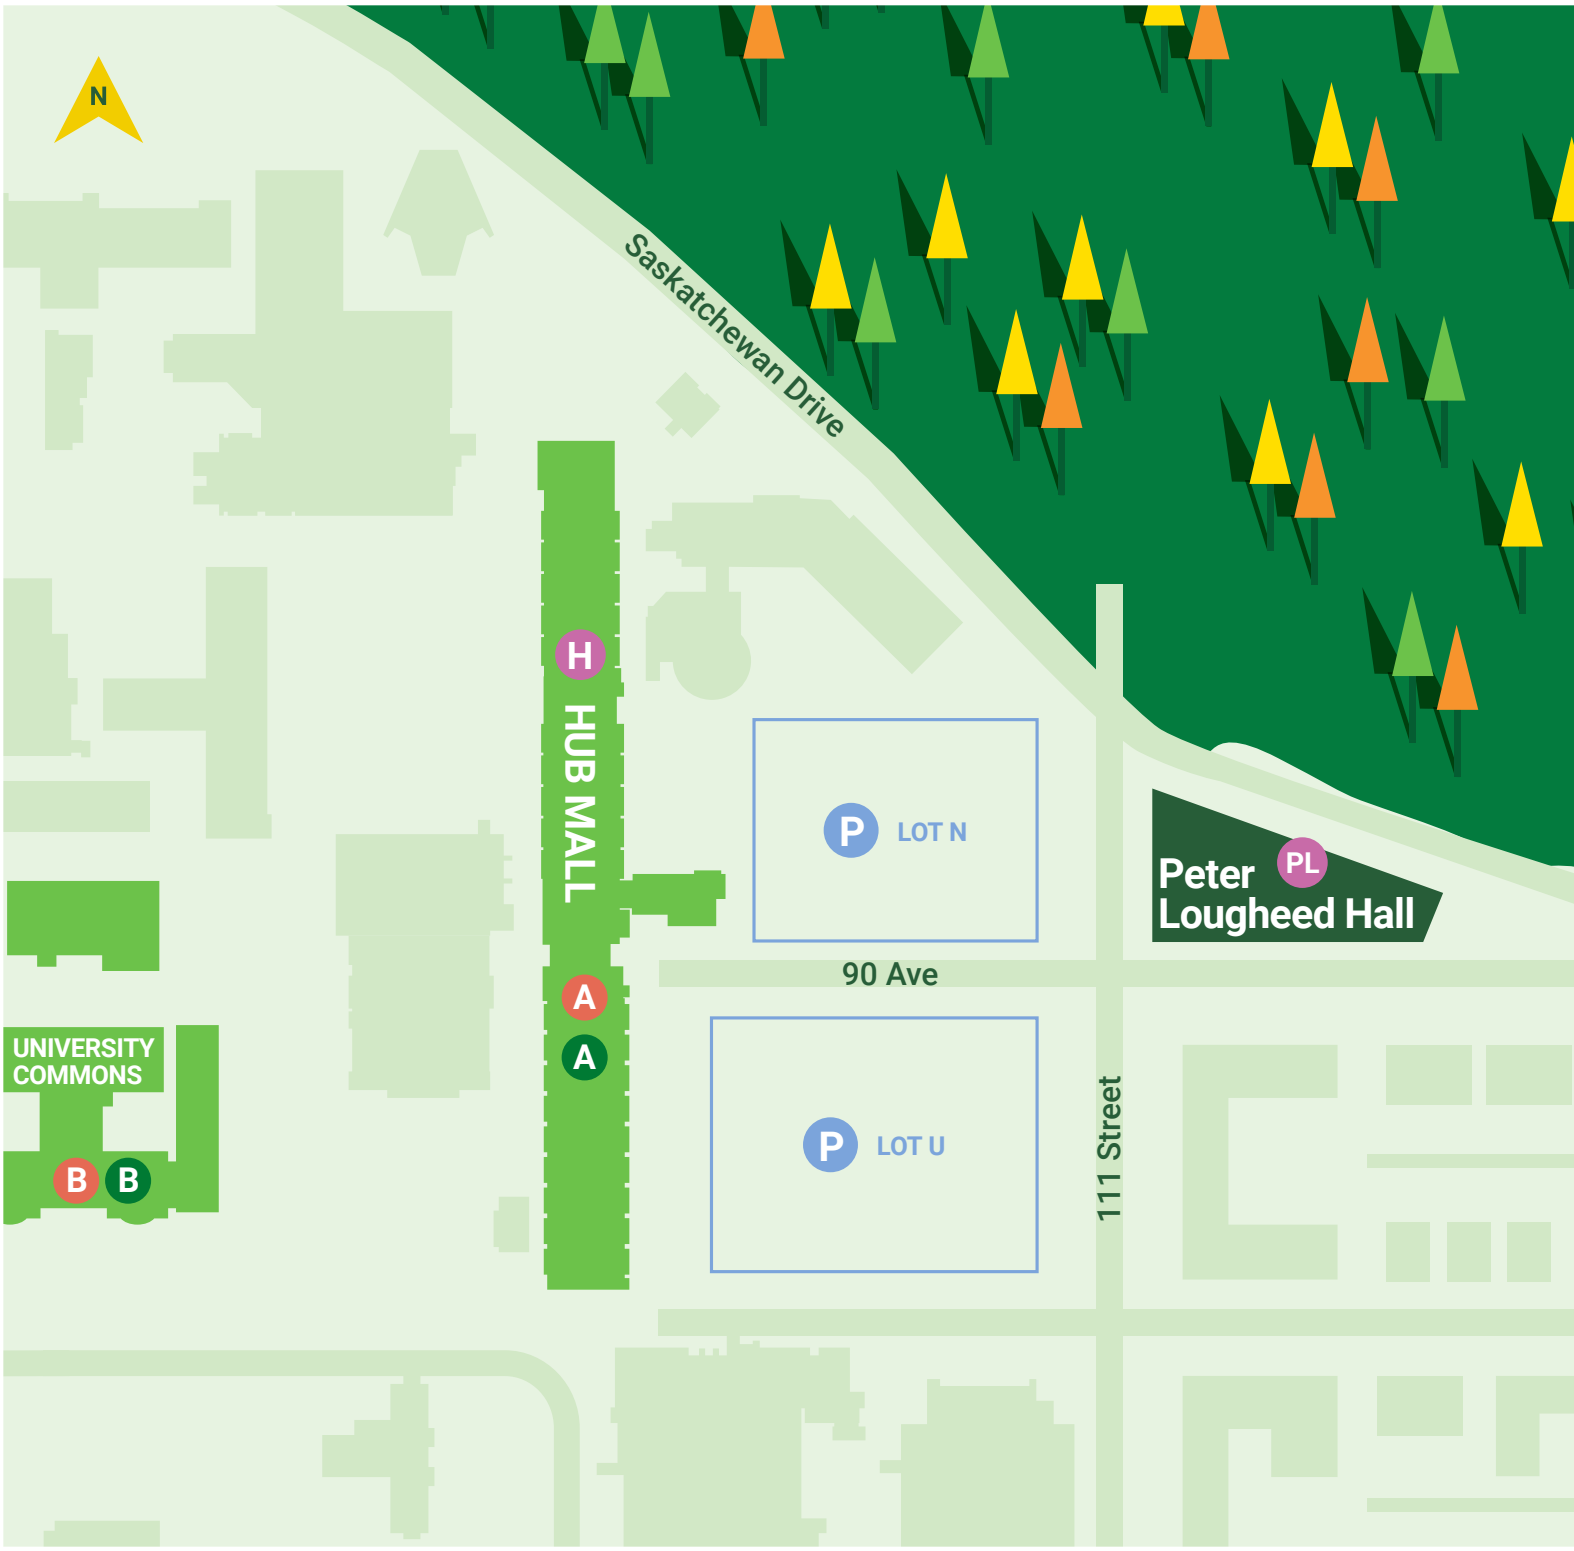 N
Saskatchewan Drive
H
HUB MALL
P LOT N
PL
Peter
Lougheed Hall
90 Ave
A
A
UNIVERSITY
COMMONS
B B
P LOT U
111 Street